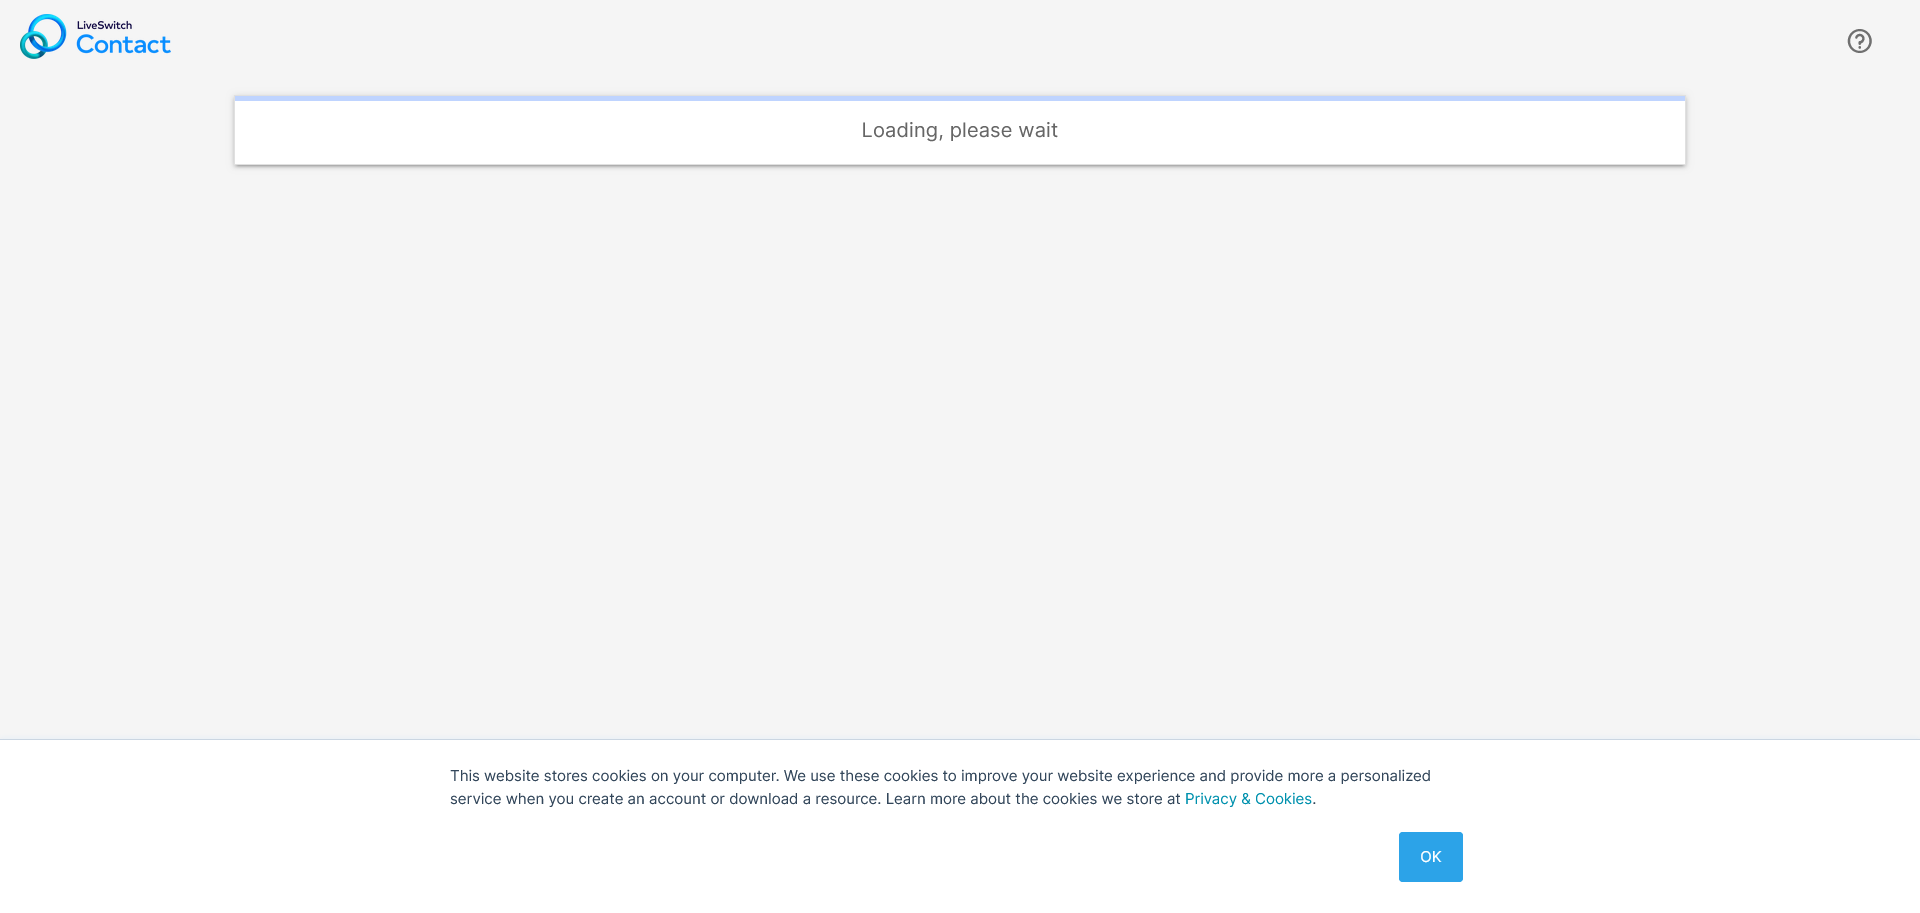 LiveSwitch
Contact
Loading, please wait
This website stores cookies on your computer. We use these cookies to improve your website experience and provide more a personalized
service when you create an account or download a resource. Learn more about the cookies we store at Privacy & Cookies.
OK